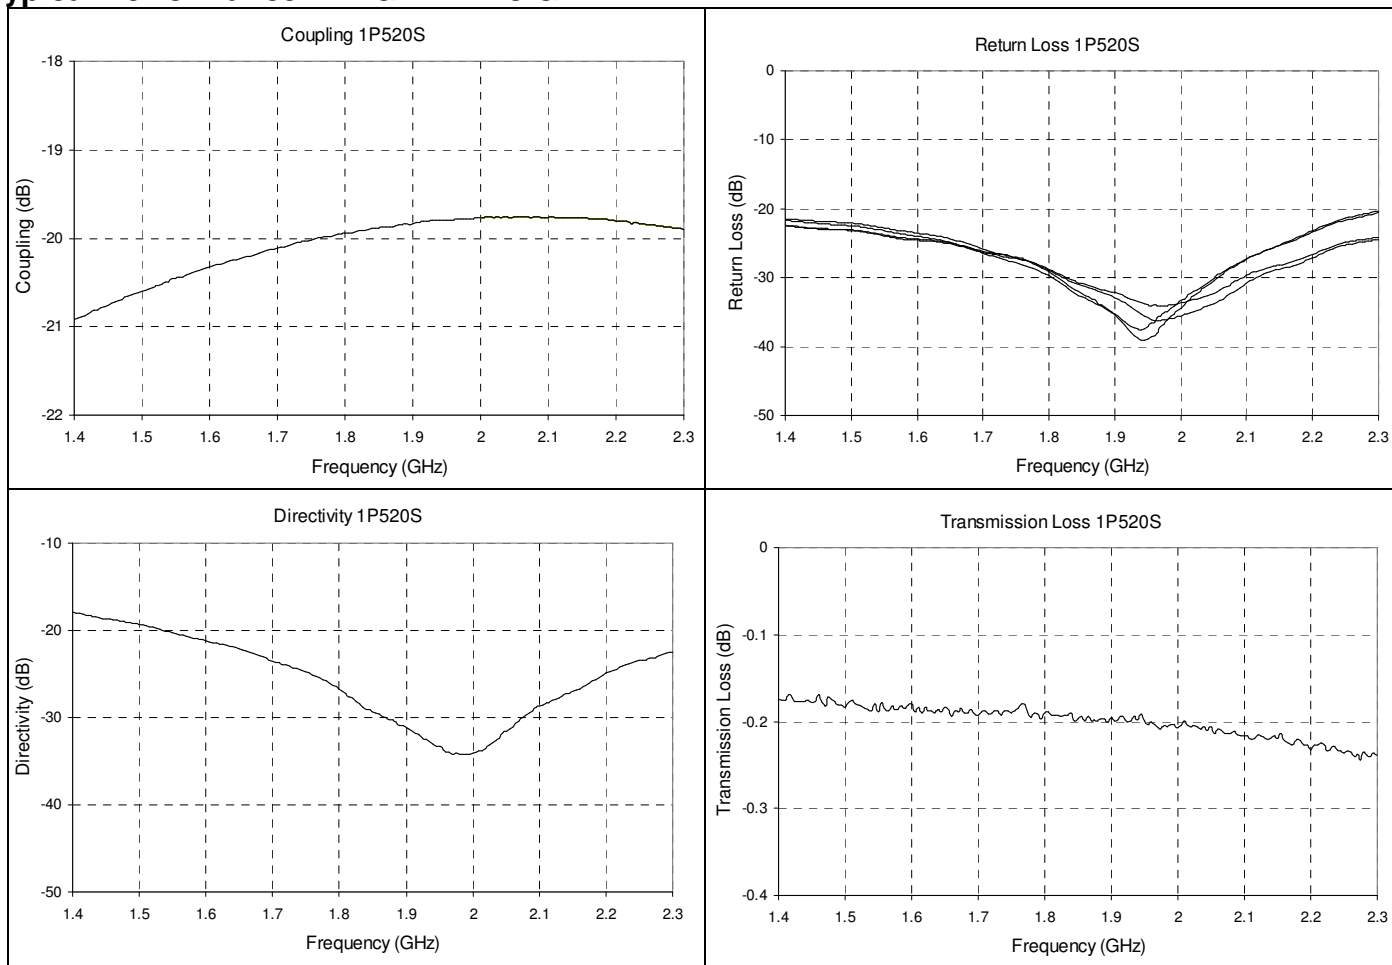 Coupling 1P520S
-18
-19
-20
-21
-22
Coupling (dB)
1.4 1.5 1.6 1.7 1.8 1.9 2 2.1 2.2 2.3
Frequency (GHz)
Return Loss 1P520S
0
-10
-20
-30
-40
-50
Return Loss (dB)
1.4 1.5 1.6 1.7 1.8 1.9 2 2.1 2.2 2.3
Frequency (GHz)
Directivity 1P520S
-10
-20
-30
-40
-50
Directivity (dB)
1.4 1.5 1.6 1.7 1.8 1.9 2 2.1 2.2 2.3
Frequency (GHz)
Transmission Loss 1P520S
0
-0.1
-0.2
-0.3
-0.4
Transmission Loss (dB)
1.4 1.5 1.6 1.7 1.8 1.9 2 2.1 2.2 2.3
Frequency (GHz)